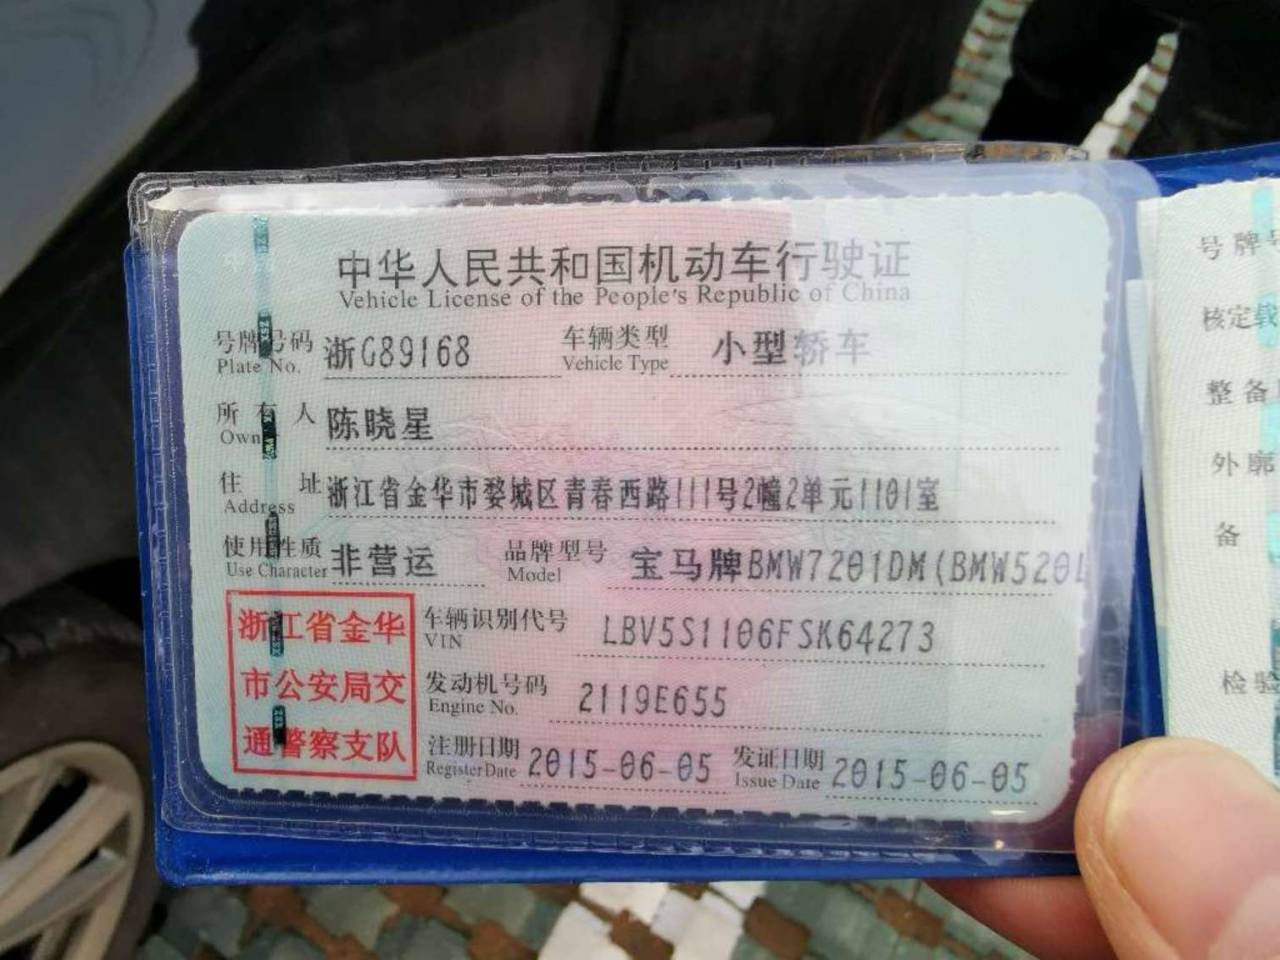 中华人民共和国机动车行驶证
Vehicle License of the People's Republic of China
号牌号码 浙G89168 车辆类型 小型轿车
Plate No. Vehicle Type
所有人 陈晓星
Own
住址 浙江省金华市婺城区青春西路111号2幢2单元1101室
Address
使用性质 非营运 品牌型号 宝马牌BMW7201DM(BMW520L
Use Character Model
浙江省金华
市公安局交
通警察支队
车辆识别代号 LBV5S1106FSK64273
VIN
发动机号码 2119E655
Engine No.
注册日期 2015-06-05 发证日期 2015-06-05
Register Date Issue Date
号牌号
核定载
整备
外廓
备
检验